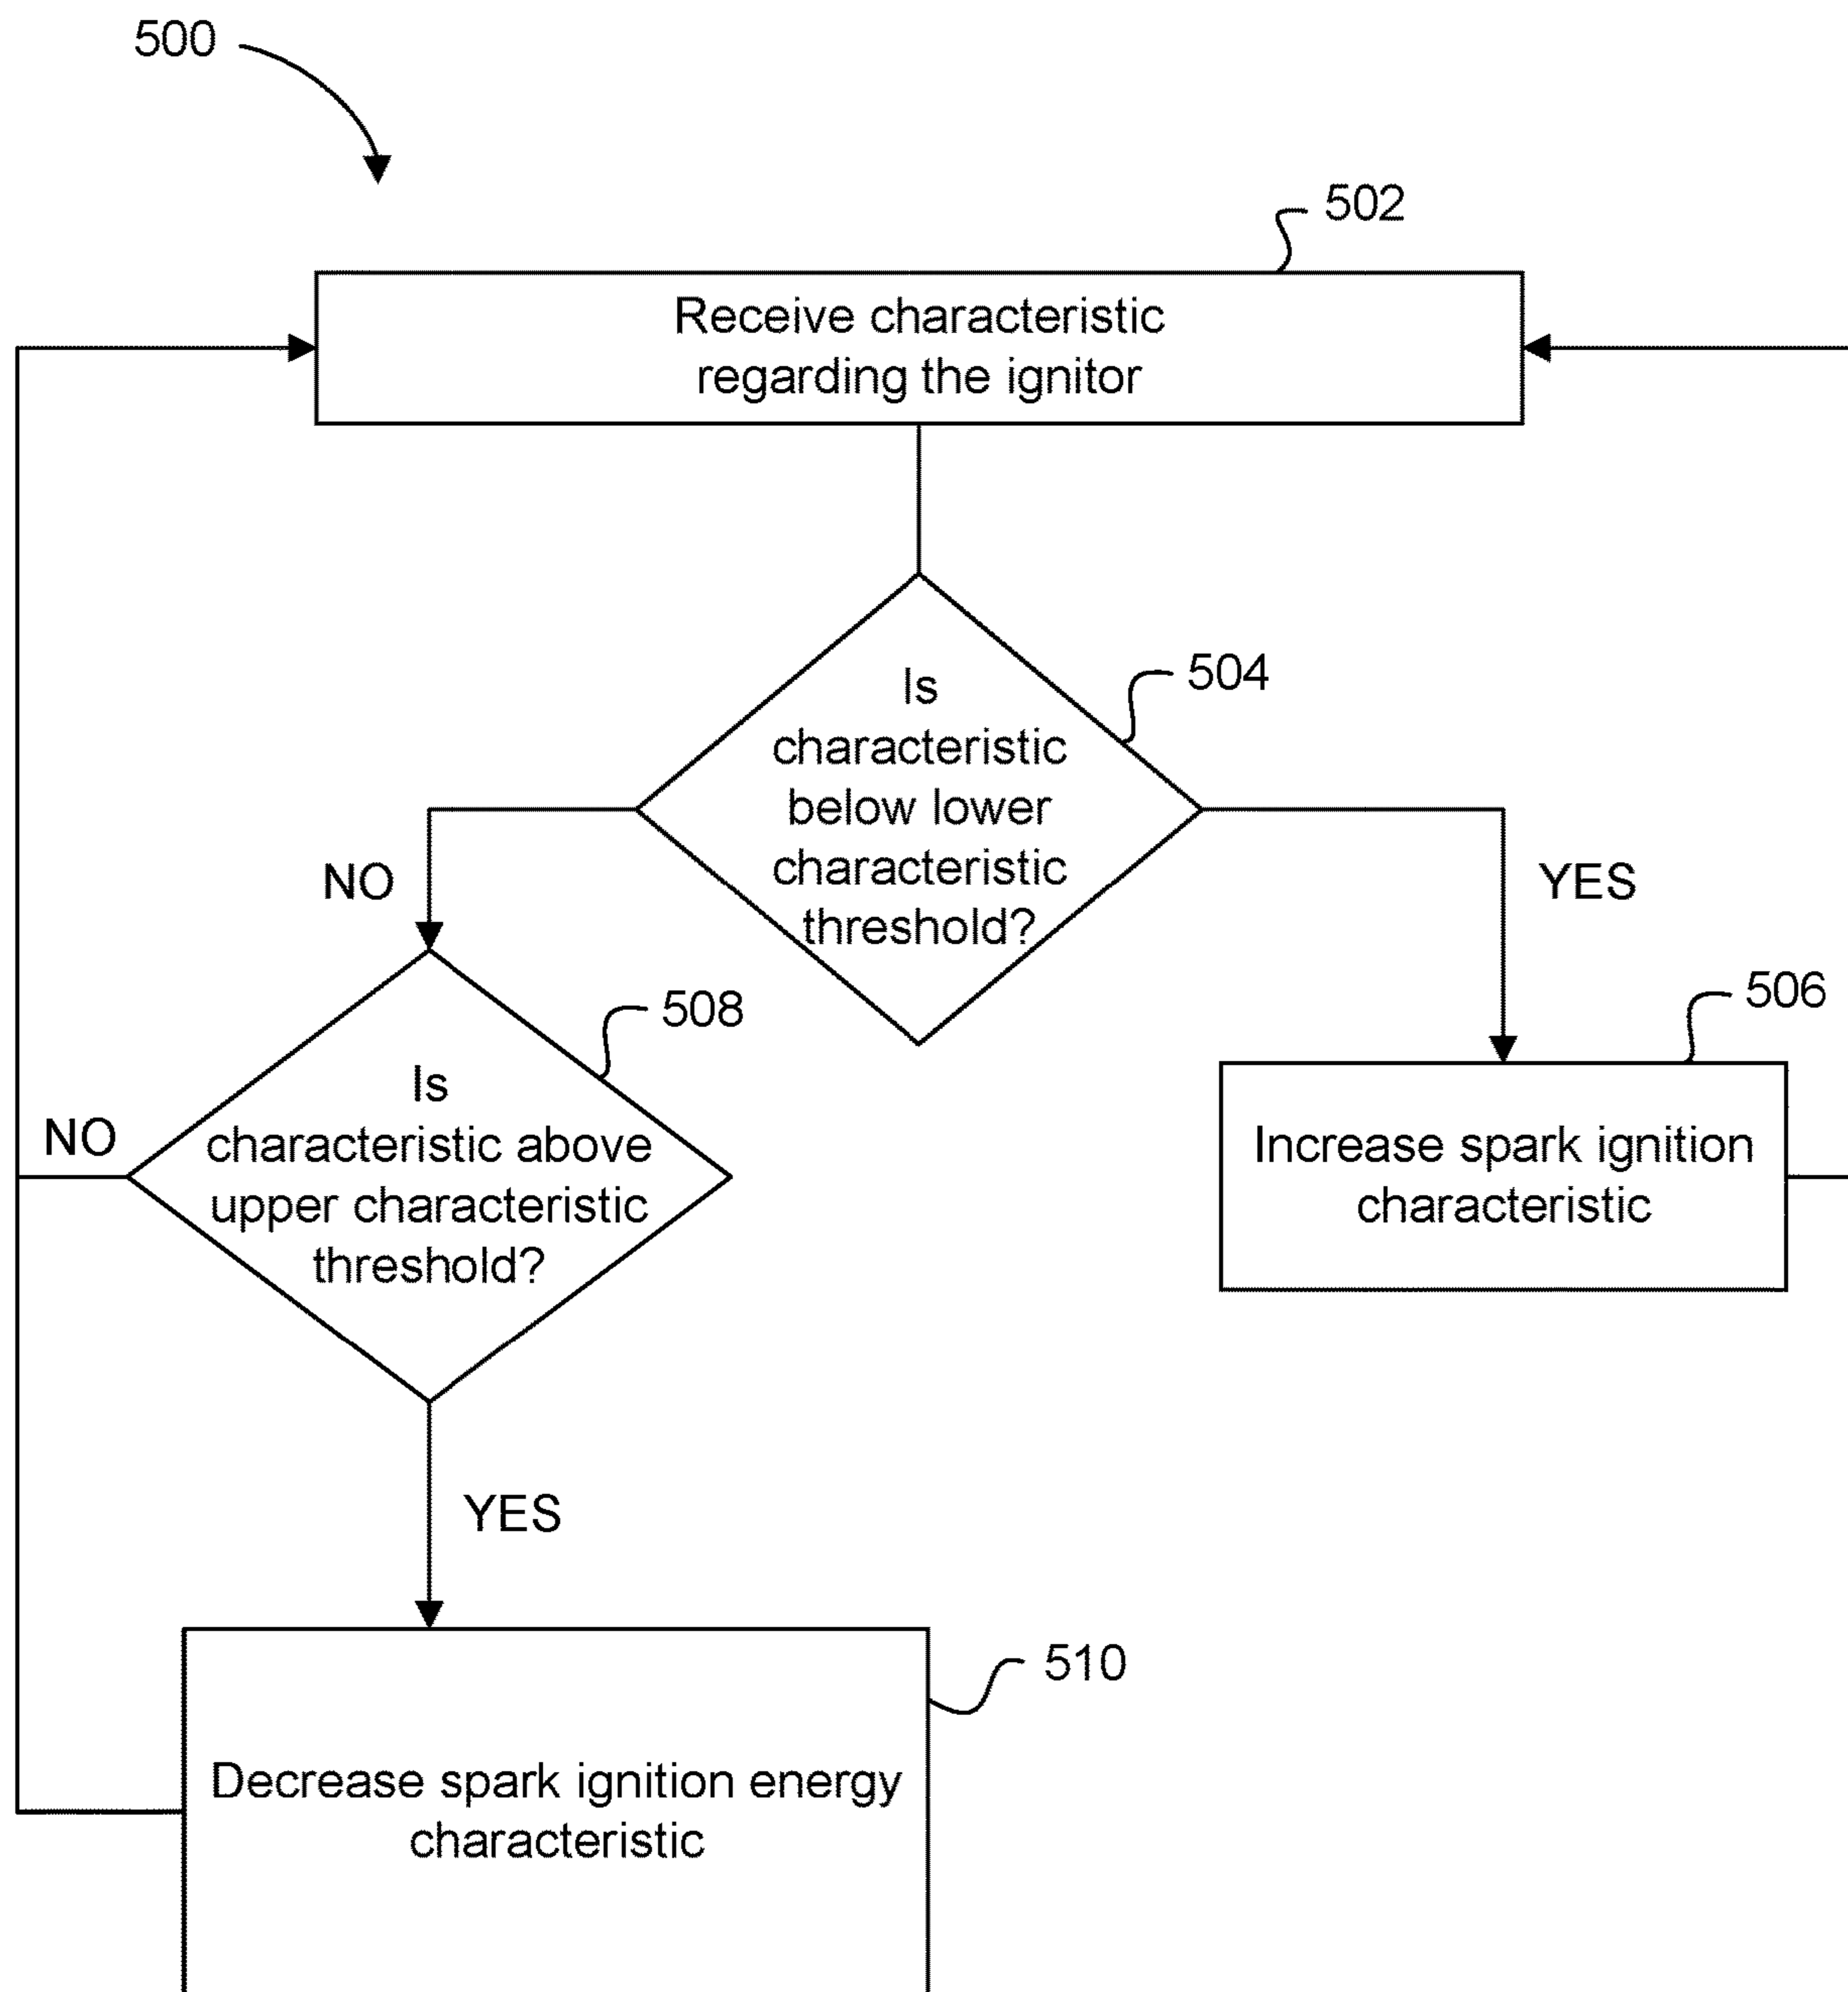 500
502
Receive characteristic
regarding the ignitor
504
Is
characteristic
below lower
characteristic
threshold?
NO
YES
508
506
Is
characteristic above
upper characteristic
threshold?
NO
Increase spark ignition
characteristic
YES
510
Decrease spark ignition energy
characteristic